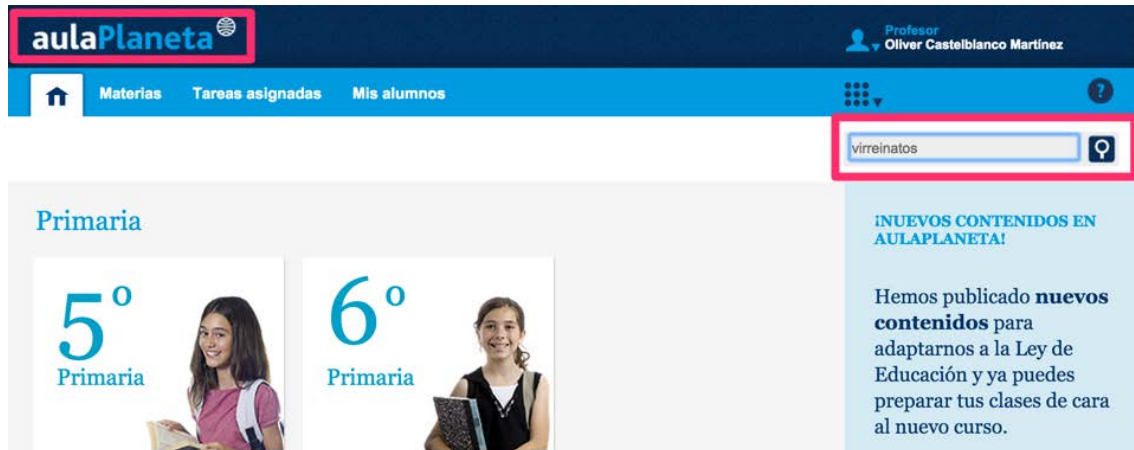 aulaPlaneta
Profesor
Oliver Castelblanco Martínez
Materias Tareas asignadas Mis alumnos
?
virreinatos
Primaria
5º
Primaria
6º
Primaria
¡NUEVOS CONTENIDOS EN
AULAPLANETA!
Hemos publicado nuevos
contenidos para
adaptarnos a la Ley de
Educación y ya puedes
preparar tus clases de cara
al nuevo curso.